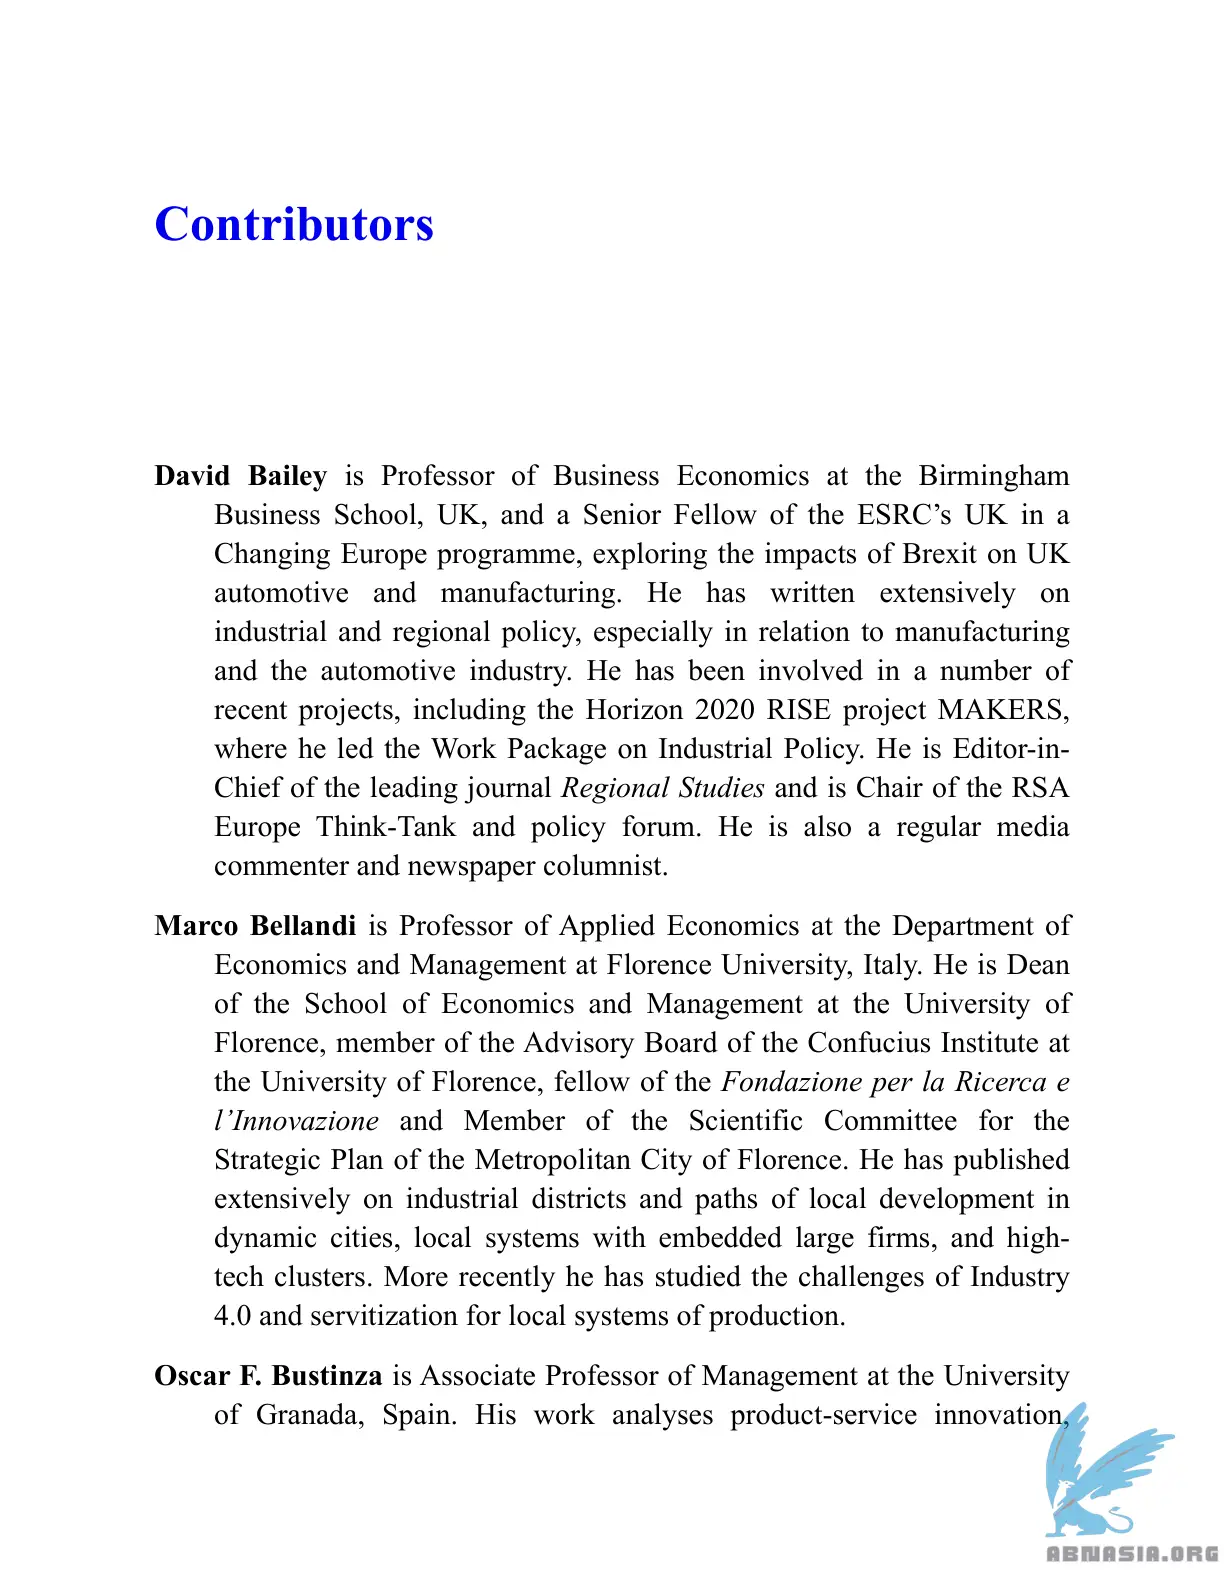 Contributors
David Bailey is Professor of Business Economics at the Birmingham
Business School, UK, and a Senior Fellow of the ESRC’s UK in a
Changing Europe programme, exploring the impacts of Brexit on UK
automotive and manufacturing. He has written extensively on
industrial and regional policy, especially in relation to manufacturing
and the automotive industry. He has been involved in a number of
recent projects, including the Horizon 2020 RISE project MAKERS,
where he led the Work Package on Industrial Policy. He is Editor-in-
Chief of the leading journal Regional Studies and is Chair of the RSA
Europe Think-Tank and policy forum. He is also a regular media
commenter and newspaper columnist.
Marco Bellandi is Professor of Applied Economics at the Department of
Economics and Management at Florence University, Italy. He is Dean
of the School of Economics and Management at the University of
Florence, member of the Advisory Board of the Confucius Institute at
the University of Florence, fellow of the Fondazione per la Ricerca e
l’Innovazione and Member of the Scientific Committee for the
Strategic Plan of the Metropolitan City of Florence. He has published
extensively on industrial districts and paths of local development in
dynamic cities, local systems with embedded large firms, and high-
tech clusters. More recently he has studied the challenges of Industry
4.0 and servitization for local systems of production.
Oscar F. Bustinza is Associate Professor of Management at the University
of Granada, Spain. His work analyses product-service innovation,
ABNASIA.ORG